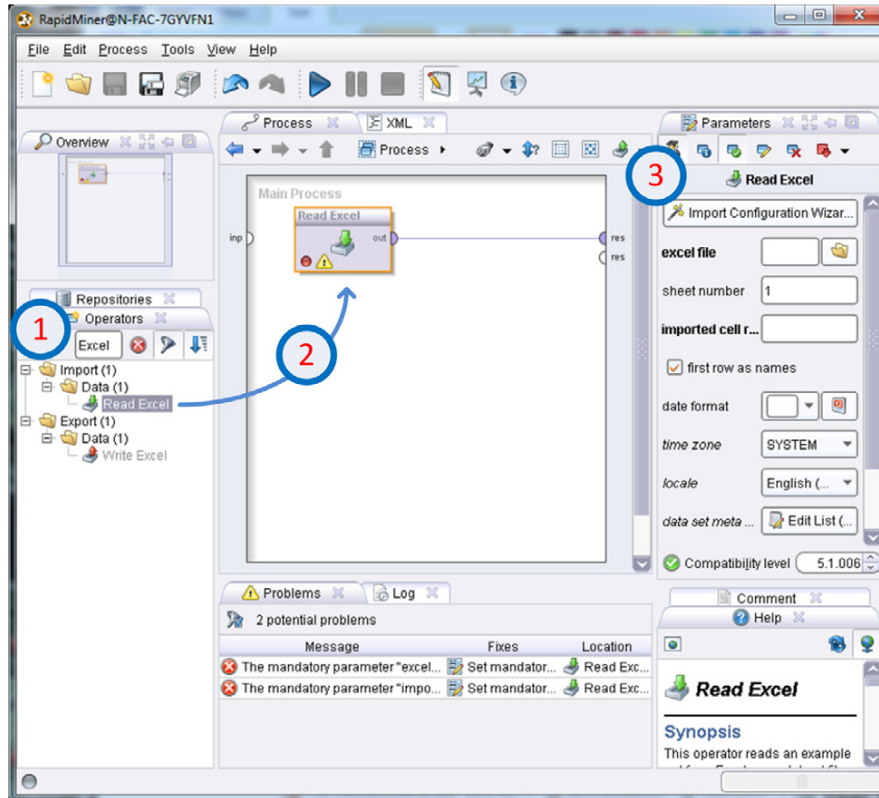 RapidMiner@N-FAC-7GYVFN1
File Edit Process Tools View Help
Overview
Process
XML
Parameters
Process
3
Read Excel
Main Process
Read Excel
inp
out
res
res
Import Configuration Wizar...
excel file
sheet number 1
imported cell r...
first row as names
date format
time zone SYSTEM
locale English (...
data set meta ... Edit List (...
Compatibility level 5.1.006
Repositories
1
Operators
Excel
2
Import (1)
Data (1)
Read Excel
Export (1)
Data (1)
Write Excel
Problems
Log
2 potential problems
Message Fixes Location
The mandatory parameter "excel... Set mandator... Read Exc...
The mandatory parameter "impo... Set mandator... Read Exc...
Comment
Help
Read Excel
Synopsis
This operator reads an example